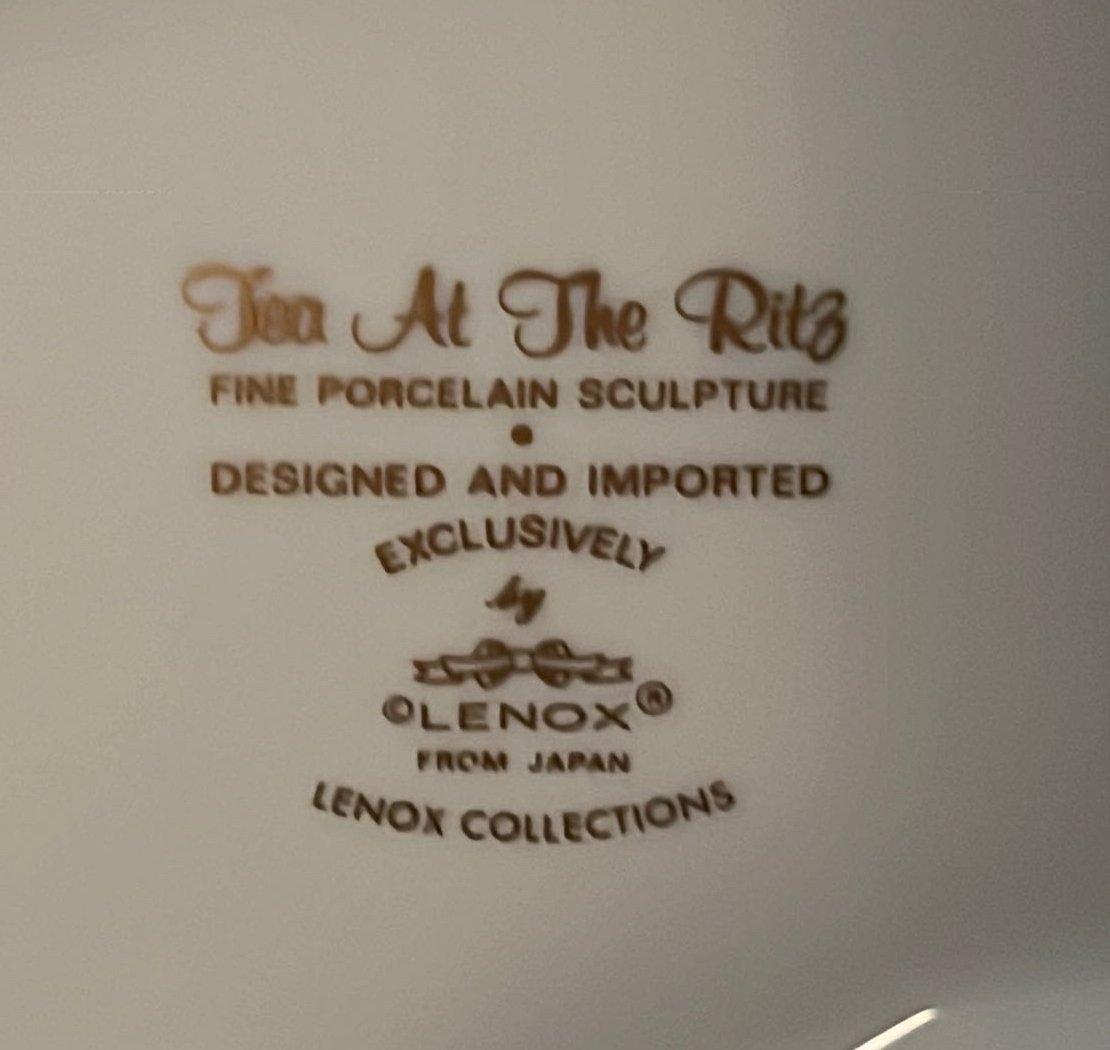 Tea At The Ritz
FINE PORCELAIN SCULPTURE
•
DESIGNED AND IMPORTED
EXCLUSIVELY
by
©LENOX®
FROM JAPAN
LENOX COLLECTIONS